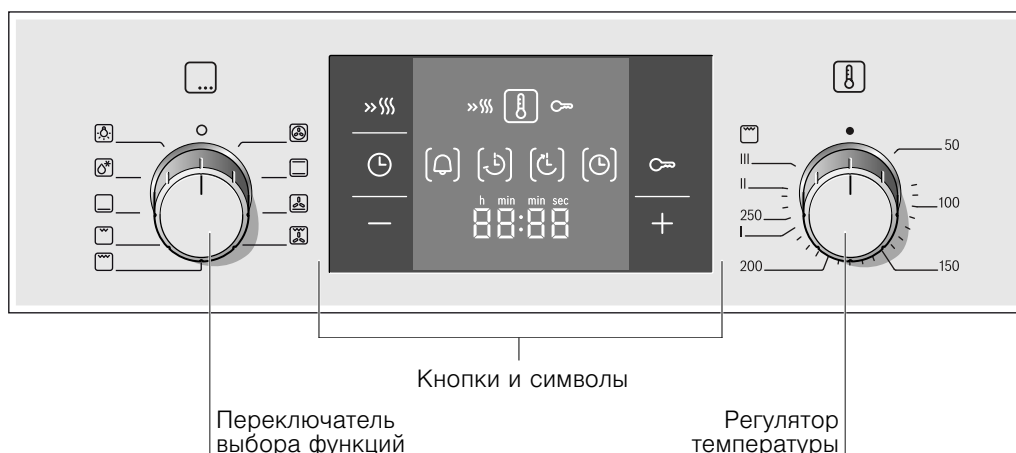 h min min sec
88:88
III
II
250
I
200
50
100
150
Кнопки и символы
Переключатель
выбора функций
Регулятор
температуры